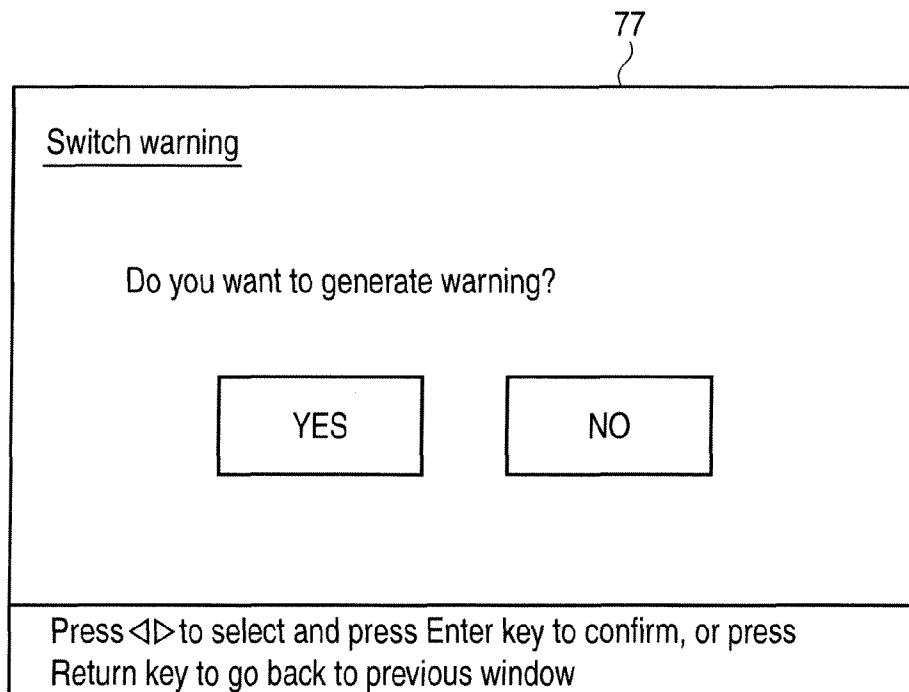 77
Switch warning
Do you want to generate warning?
YES NO
Press ◁▷ to select and press Enter key to confirm, or press
Return key to go back to previous window